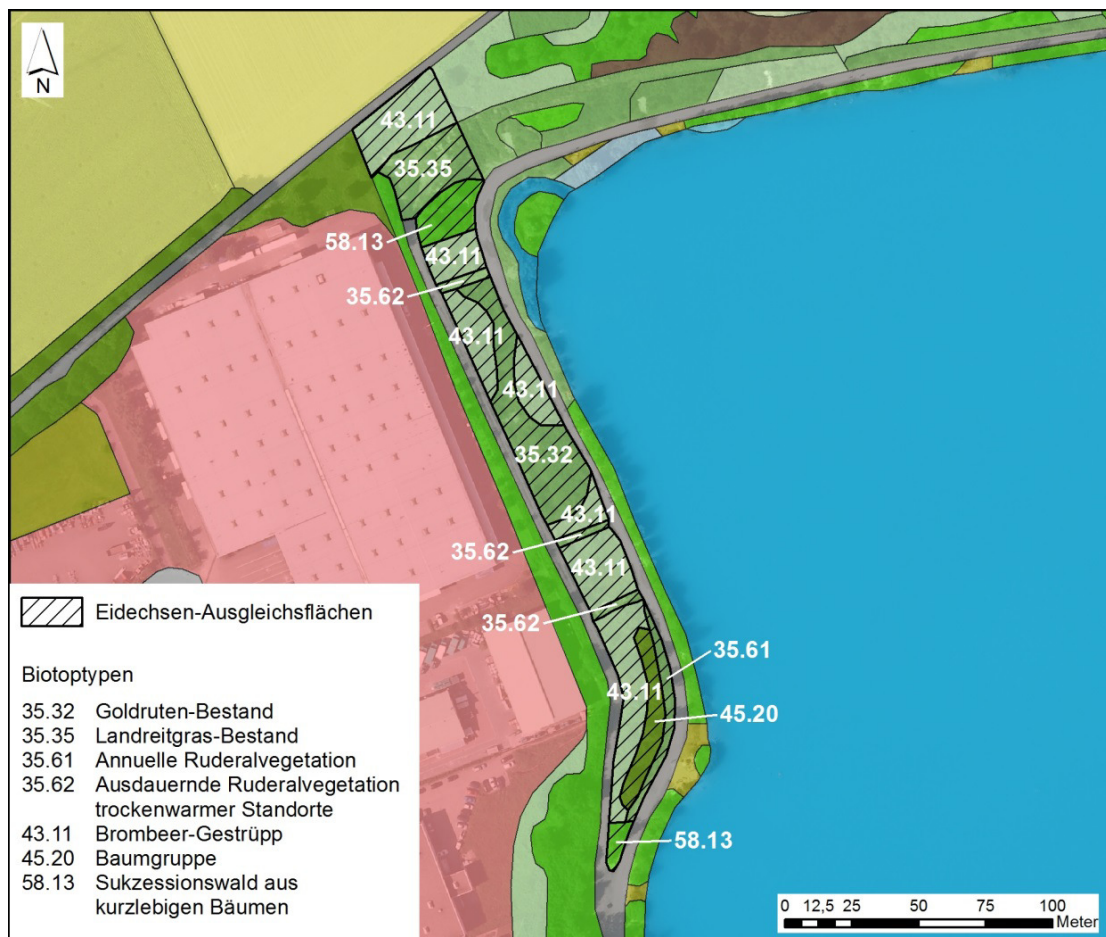 N
43.11
35.35
58.13
43.11
35.62
43.11
43.11
35.32
43.11
35.62
43.11
35.62
35.61
43.11
45.20
58.13
Eidechsen-Ausgleichsflächen
Biotoptypen
35.32 Goldruten-Bestand
35.35 Landreitgras-Bestand
35.61 Annuelle Ruderalvegetation
35.62 Ausdauernde Ruderalvegetation
trockenwarmer Standorte
43.11 Brombeer-Gestrüpp
45.20 Baumgruppe
58.13 Sukzessionswald aus
kurzlebigen Bäumen
0 12,5 25 50 75 100
Meter